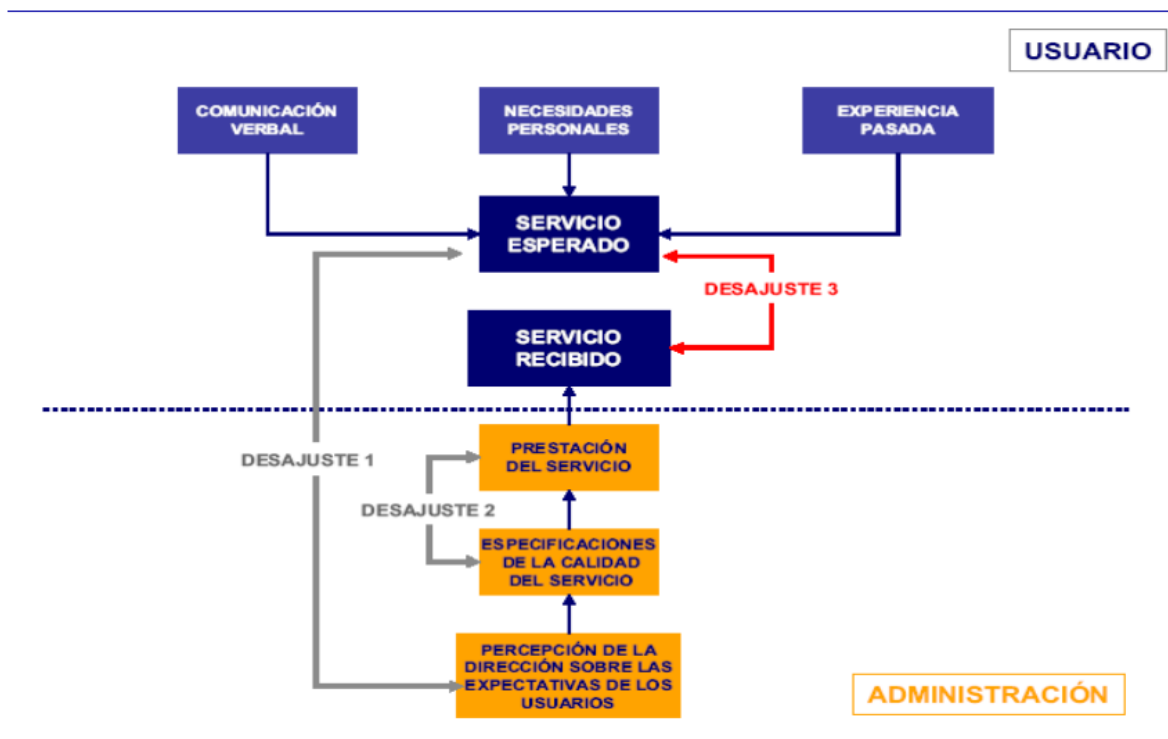 USUARIO
COMUNICACIÓN
VERBAL
NECESIDADES
PERSONALES
EXPERIENCIA
PASADA
SERVICIO
ESPERADO
DESAJUSTE 3
SERVICIO
RECIBIDO
DESAJUSTE 1
PRESTACIÓN
DEL SERVICIO
DESAJUSTE 2
ESPECIFICACIONES
DE LA CALIDAD
DEL SERVICIO
PERCEPCIÓN DE LA
DIRECCIÓN SOBRE LAS
EXPECTATIVAS DE LOS
USUARIOS
ADMINISTRACIÓN